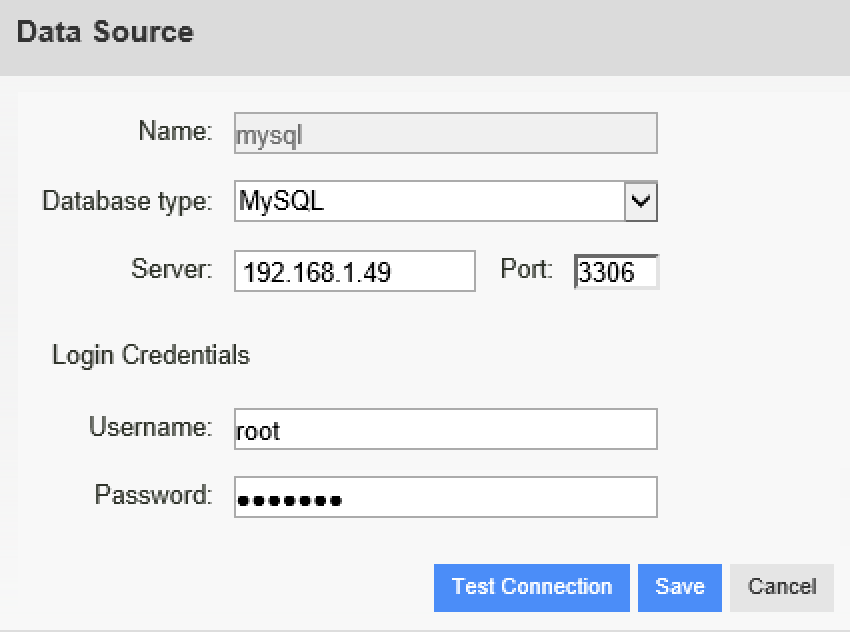 Data Source
Name: mysql
Database type: MySQL
Server: 192.168.1.49 Port: 3306
Login Credentials
Username: root
Password: •••••••
Test Connection Save Cancel